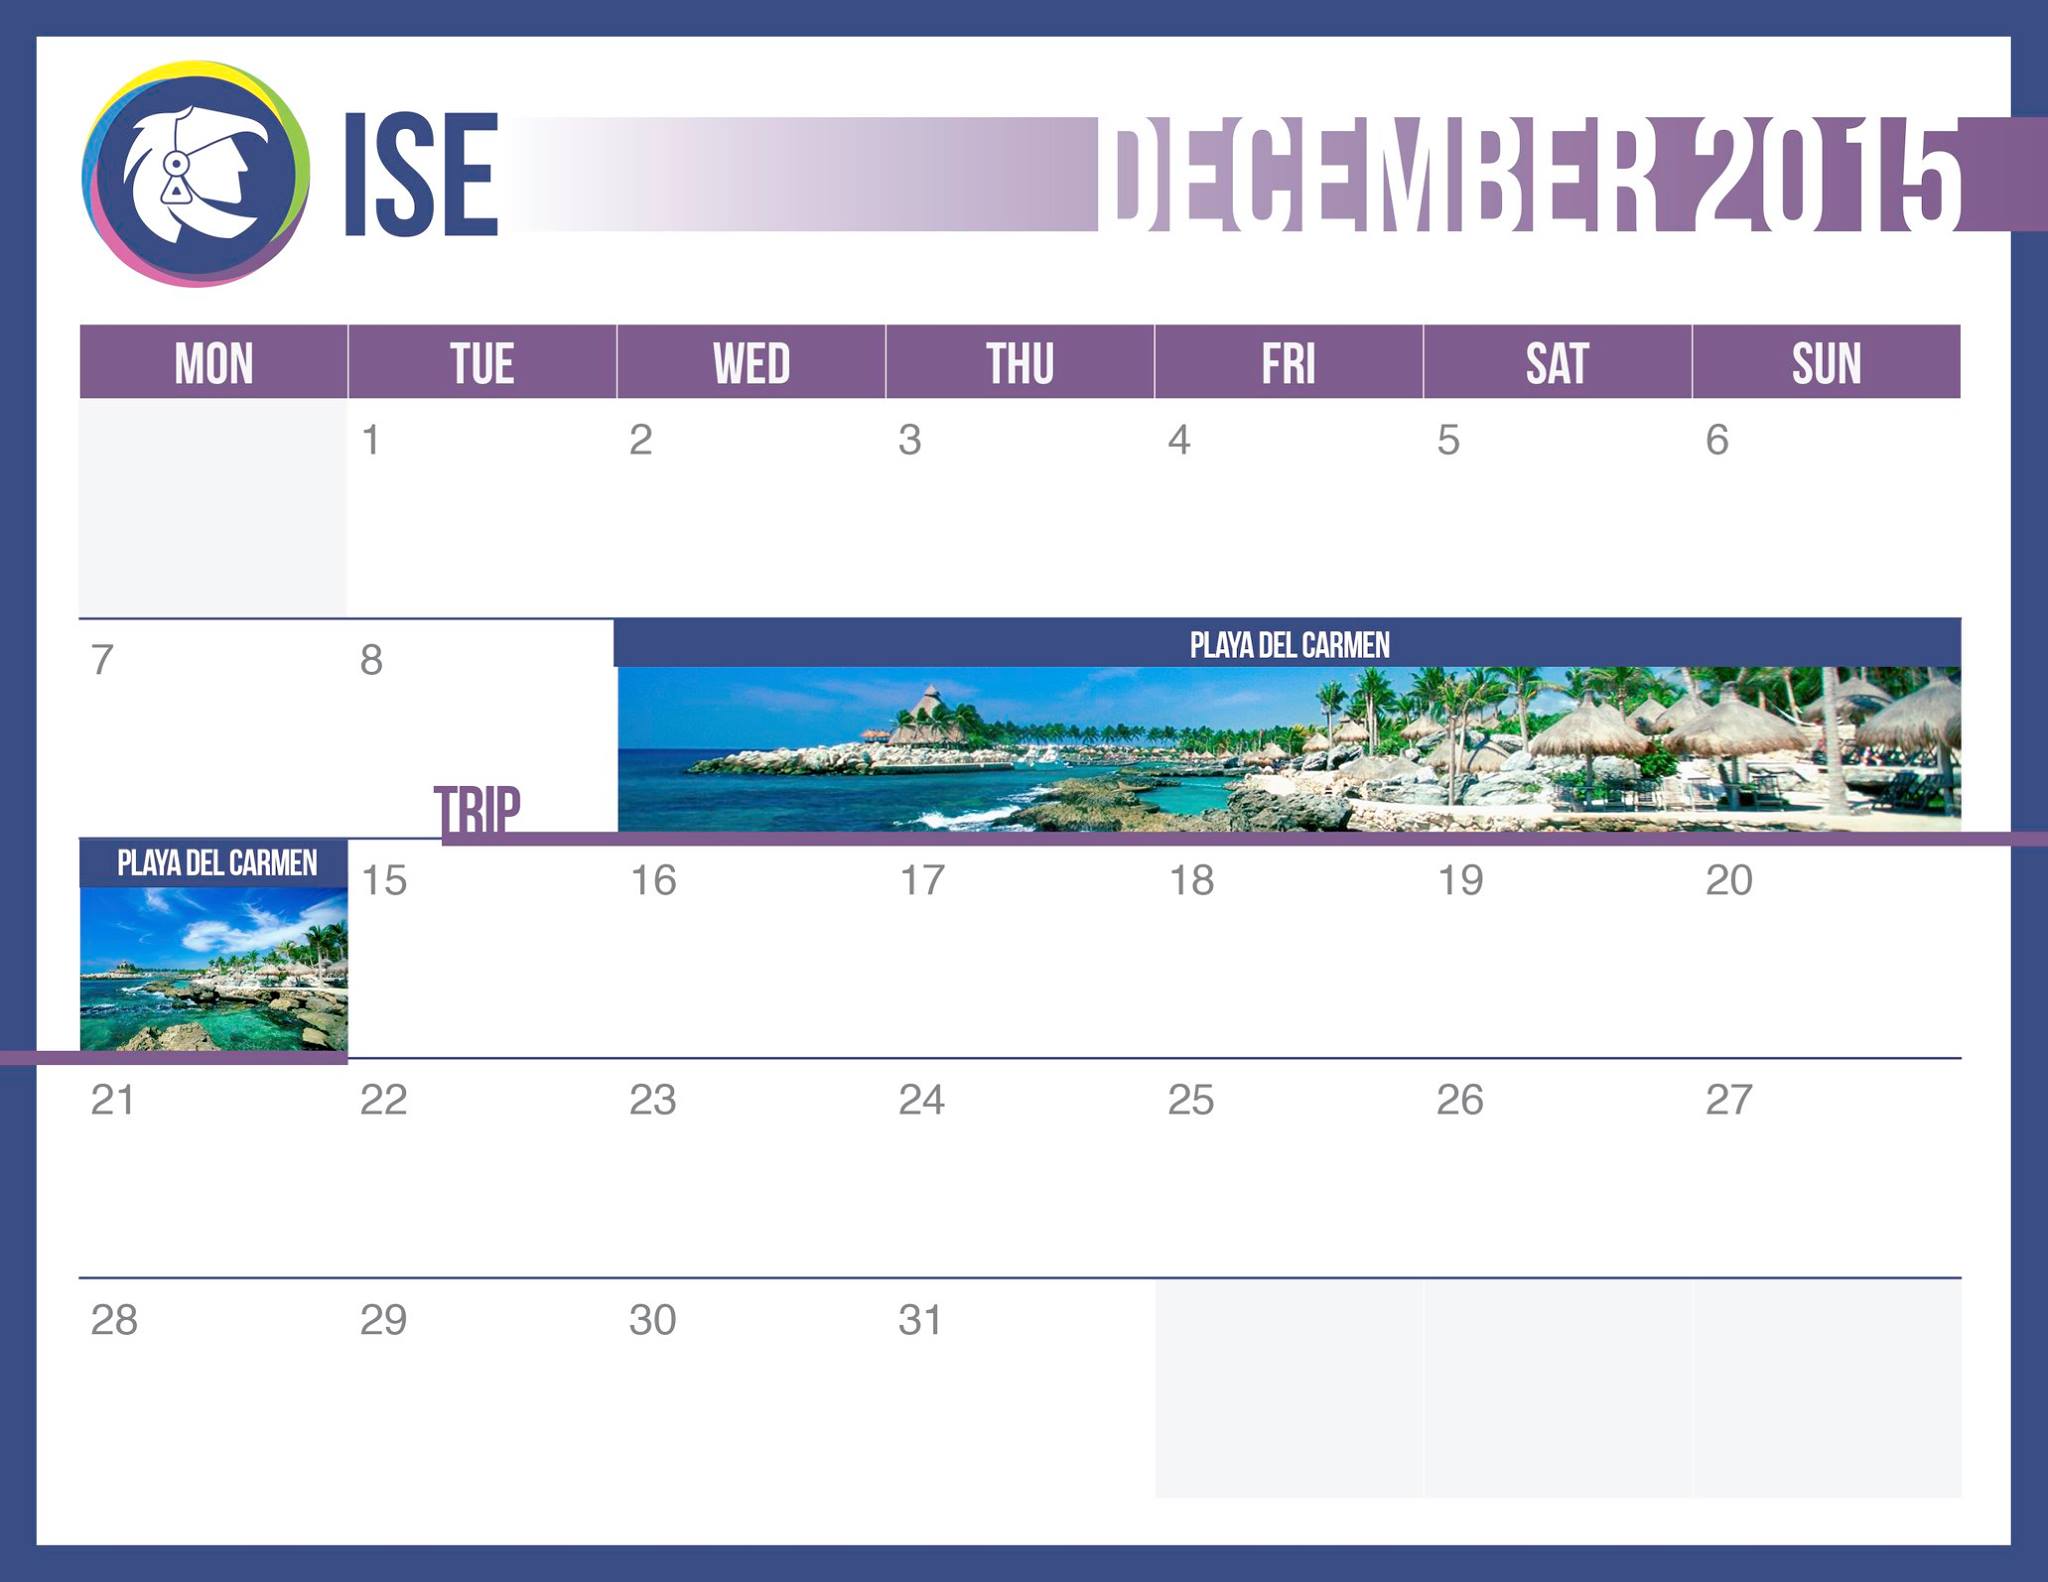 ISE
DECEMBER 2015
MON TUE WED THU FRI SAT SUN
1 2 3 4 5 6
PLAYA DEL CARMEN
7 8
TRIP
PLAYA DEL CARMEN
15 16 17 18 19 20
21 22 23 24 25 26 27
28 29 30 31